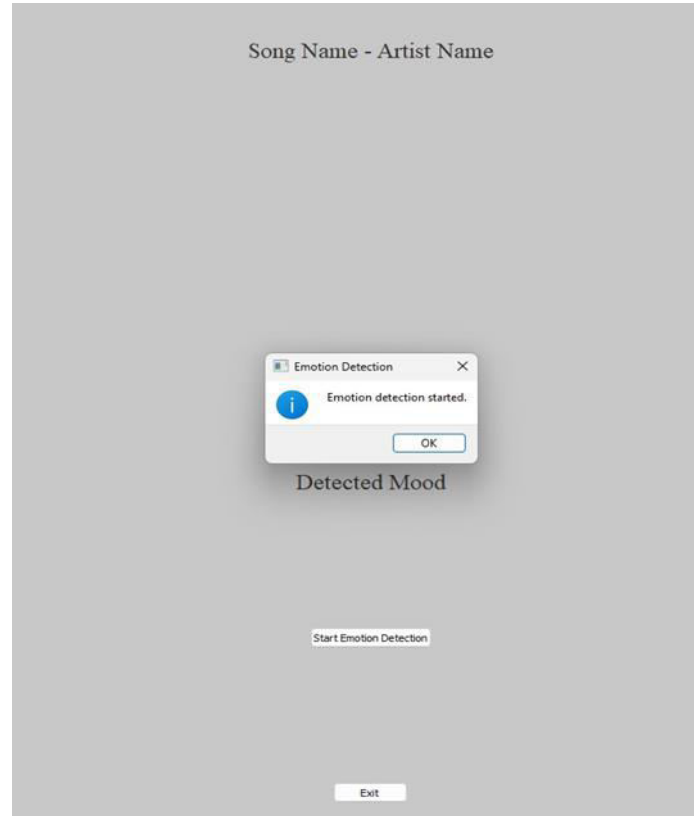 Song Name - Artist Name
Emotion Detection
Emotion detection started.
OK
Detected Mood
Start Emotion Detection
Exit